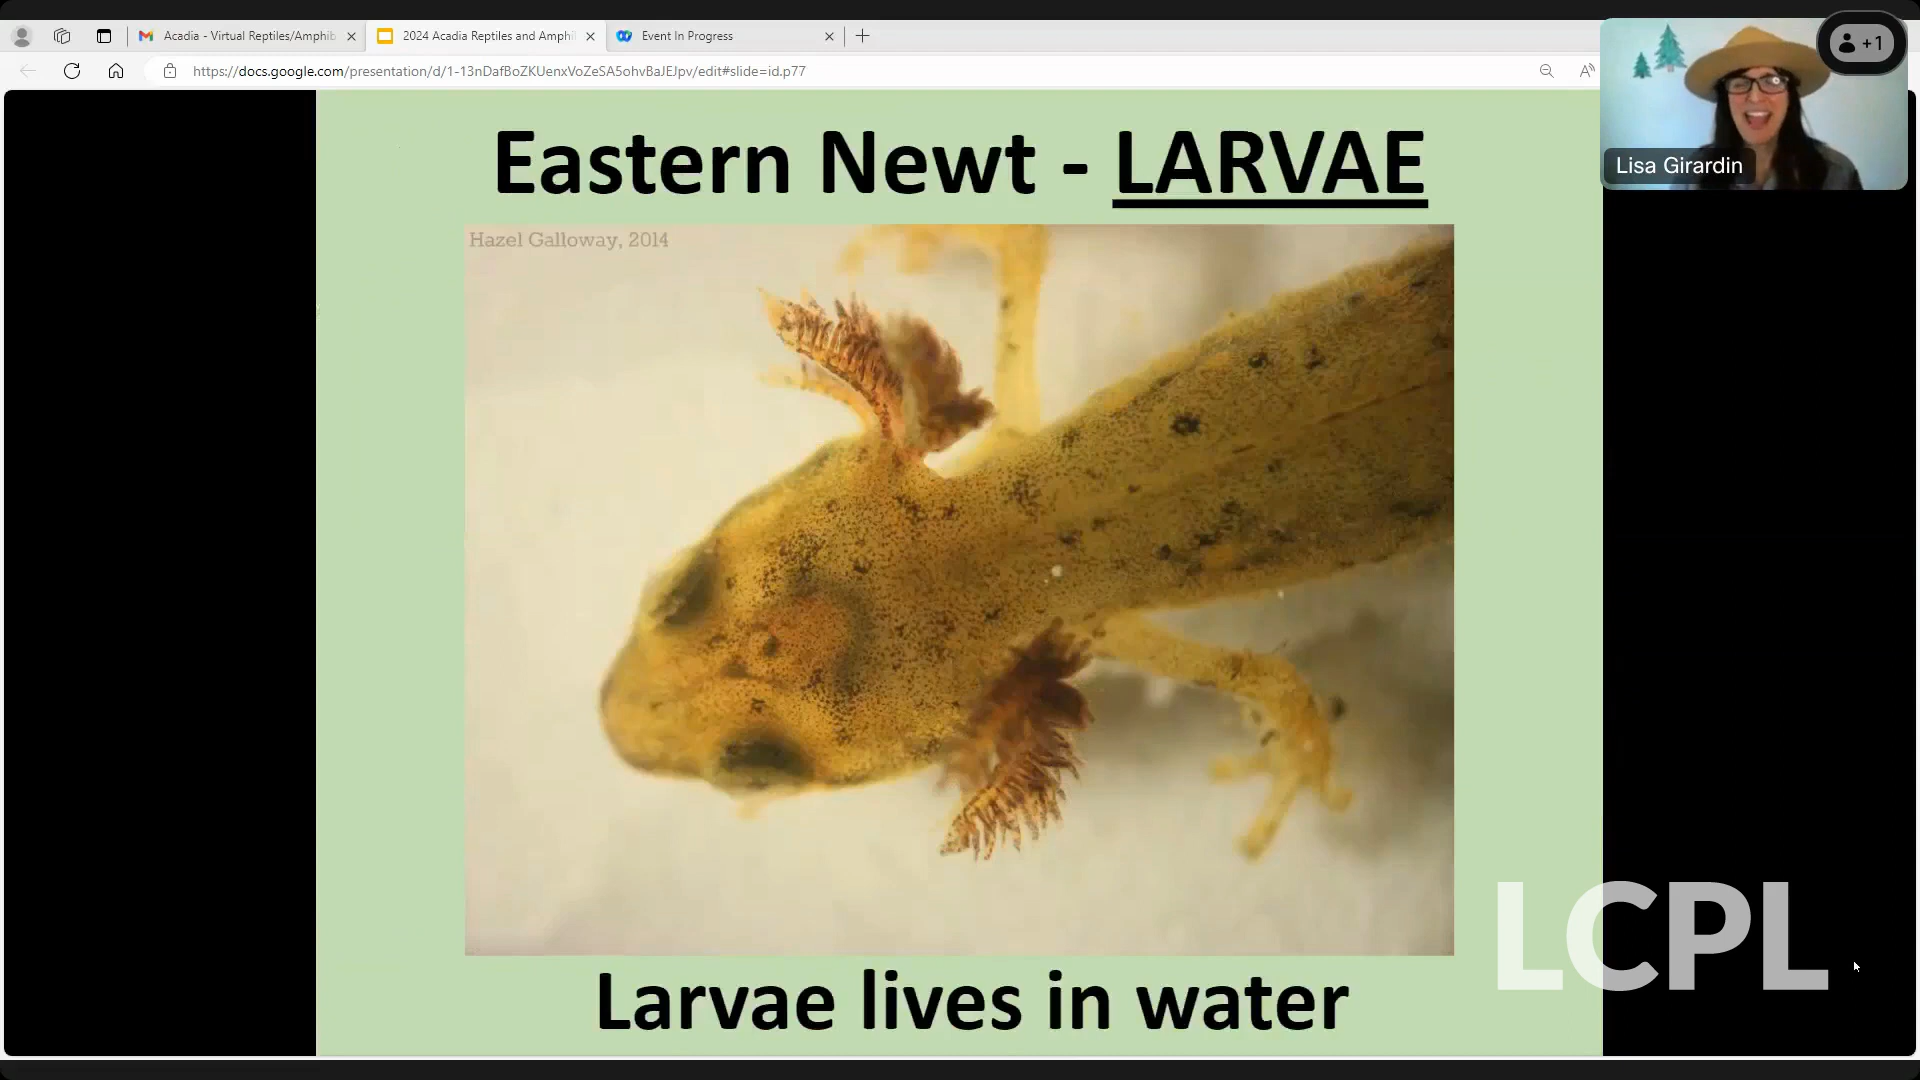 Acadia - Virtual Reptiles/Amphib
2024 Acadia Reptiles and Amphi
Event In Progress
https://docs.google.com/presentation/d/1-13nDafBoZKUenxVoZeSA5ohvBaJEJpv/edit#slide=id.p77
+1
Lisa Girardin
Eastern Newt - LARVAE
Hazel Galloway, 2014
Larvae lives in water
LCPL